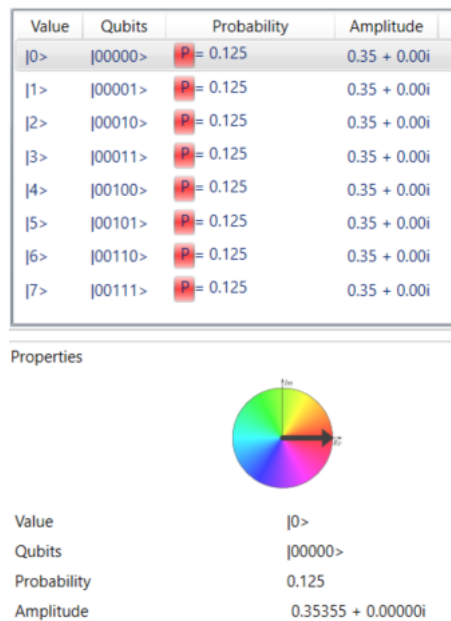 Value Qubits Probability Amplitude
|0> |00000> P = 0.125 0.35 + 0.00i
|1> |00001> P = 0.125 0.35 + 0.00i
|2> |00010> P = 0.125 0.35 + 0.00i
|3> |00011> P = 0.125 0.35 + 0.00i
|4> |00100> P = 0.125 0.35 + 0.00i
|5> |00101> P = 0.125 0.35 + 0.00i
|6> |00110> P = 0.125 0.35 + 0.00i
|7> |00111> P = 0.125 0.35 + 0.00i
Properties
Im
Value |0>
Qubits |00000>
Probability 0.125
Amplitude 0.35355 + 0.00000i